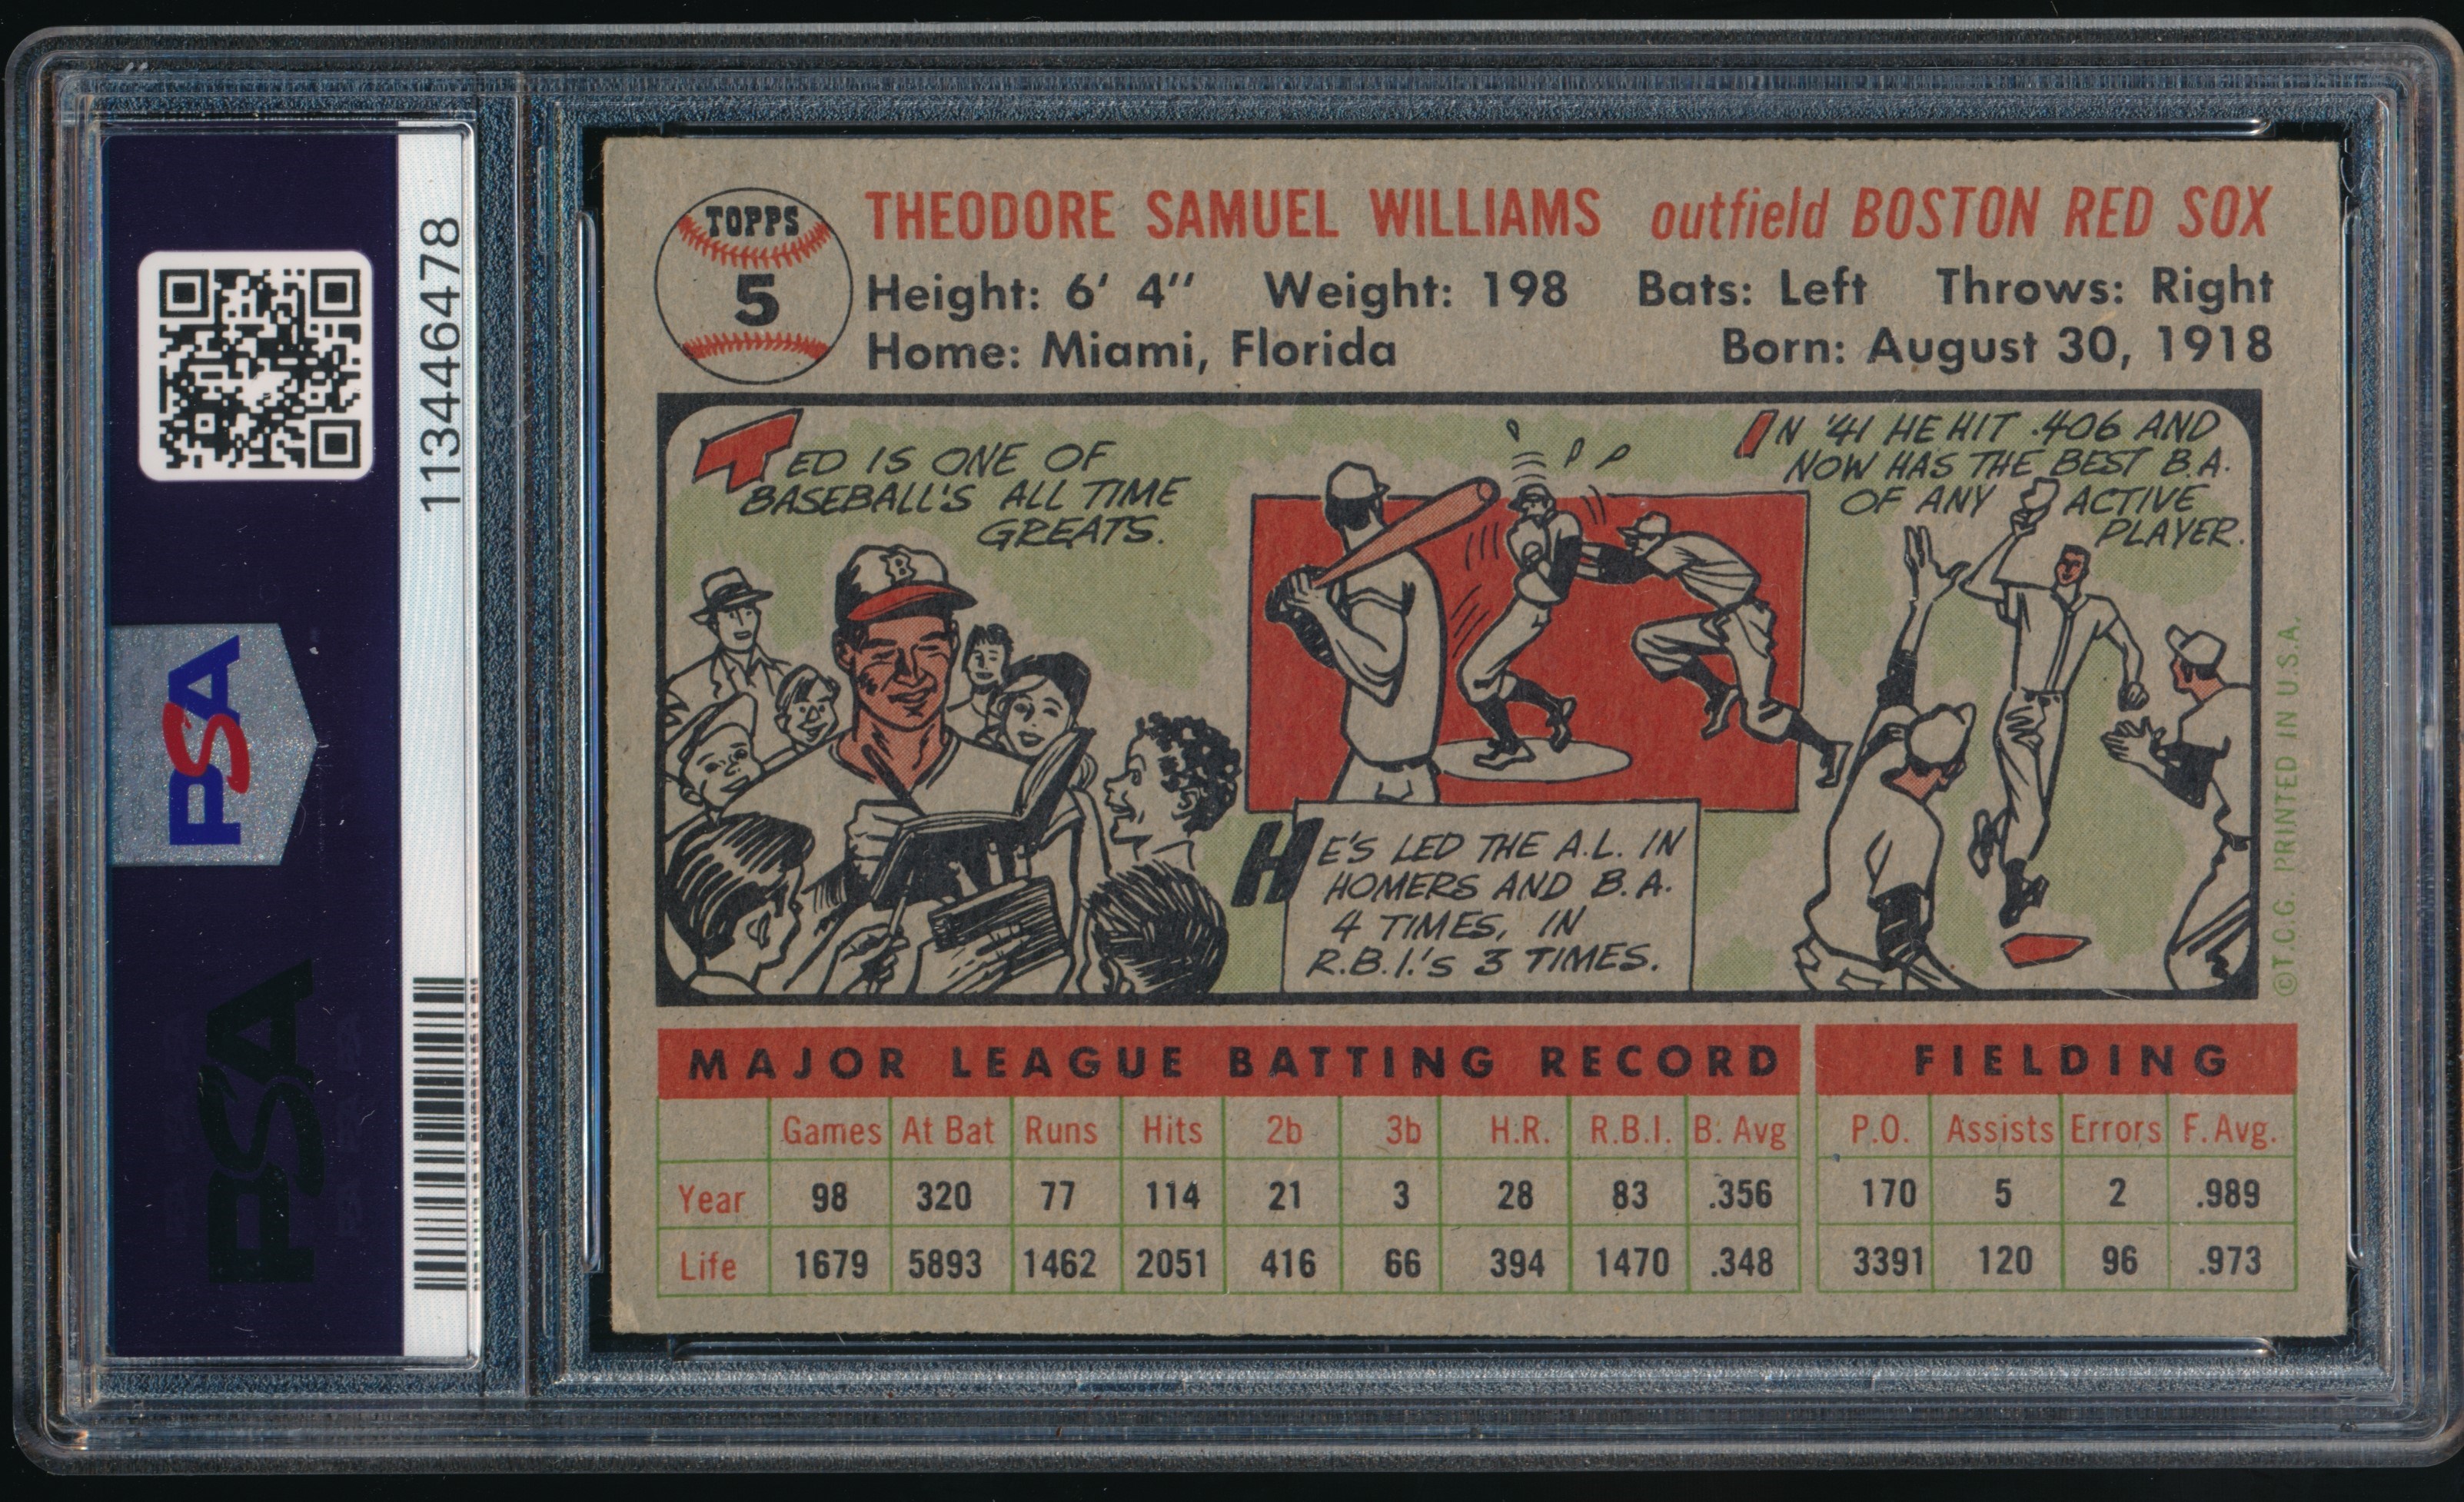 113446478
PSA
PSA
TOPPS
5
THEODORE SAMUEL WILLIAMS outfield BOSTON RED SOX
Height: 6' 4" Weight: 198 Bats: Left Throws: Right
Home: Miami, Florida Born: August 30, 1918
TED IS ONE OF
BASEBALL'S ALL TIME
GREATS.
B
HE'S LED THE A.L. IN
HOMERS AND B.A.
4 TIMES, IN
R.B.I.'S 3 TIMES.
IN '41 HE HIT .406 AND
NOW HAS THE BEST B.A.
OF ANY ACTIVE
PLAYER.
©T.C.G. PRINTED IN U.S.A.
MAJOR LEAGUE BATTING RECORD FIELDING
Games At Bat Runs Hits 2b 3b H.R. R.B.I. B. Avg P.O. Assists Errors F. Avg.
Year 98 320 77 114 21 3 28 83 .356 170 5 2 .989
Life 1679 5893 1462 2051 416 66 394 1470 .348 3391 120 96 .973